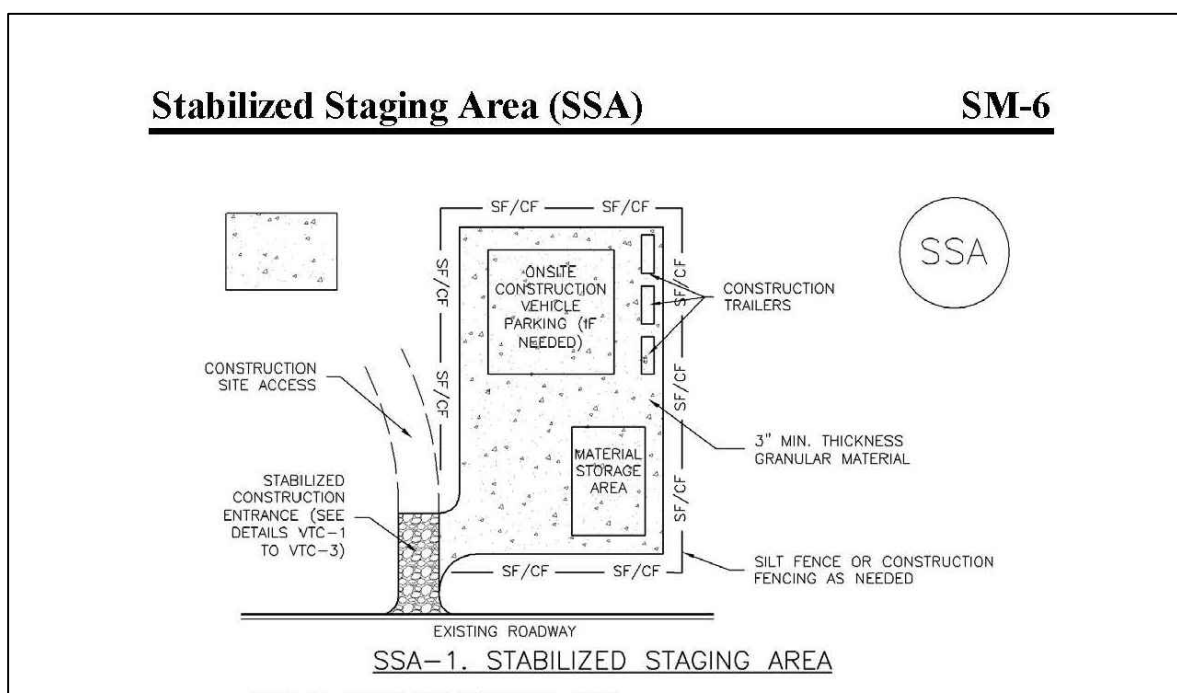 Stabilized Staging Area (SSA) SM-6
SF/CF SF/CF
SSA
SF/CF
SF/CF
ONSITE
CONSTRUCTION
VEHICLE
PARKING (IF
NEEDED)
CONSTRUCTION
TRAILERS
CONSTRUCTION
SITE ACCESS
SF/CF
SF/CF
3" MIN. THICKNESS
GRANULAR MATERIAL
MATERIAL
STORAGE
AREA
STABILIZED
CONSTRUCTION
ENTRANCE (SEE
DETAILS VTC-1
TO VTC-3)
SF/CF
SILT FENCE OR CONSTRUCTION
FENCING AS NEEDED
SF/CF SF/CF
EXISTING ROADWAY
SSA-1. STABILIZED STAGING AREA